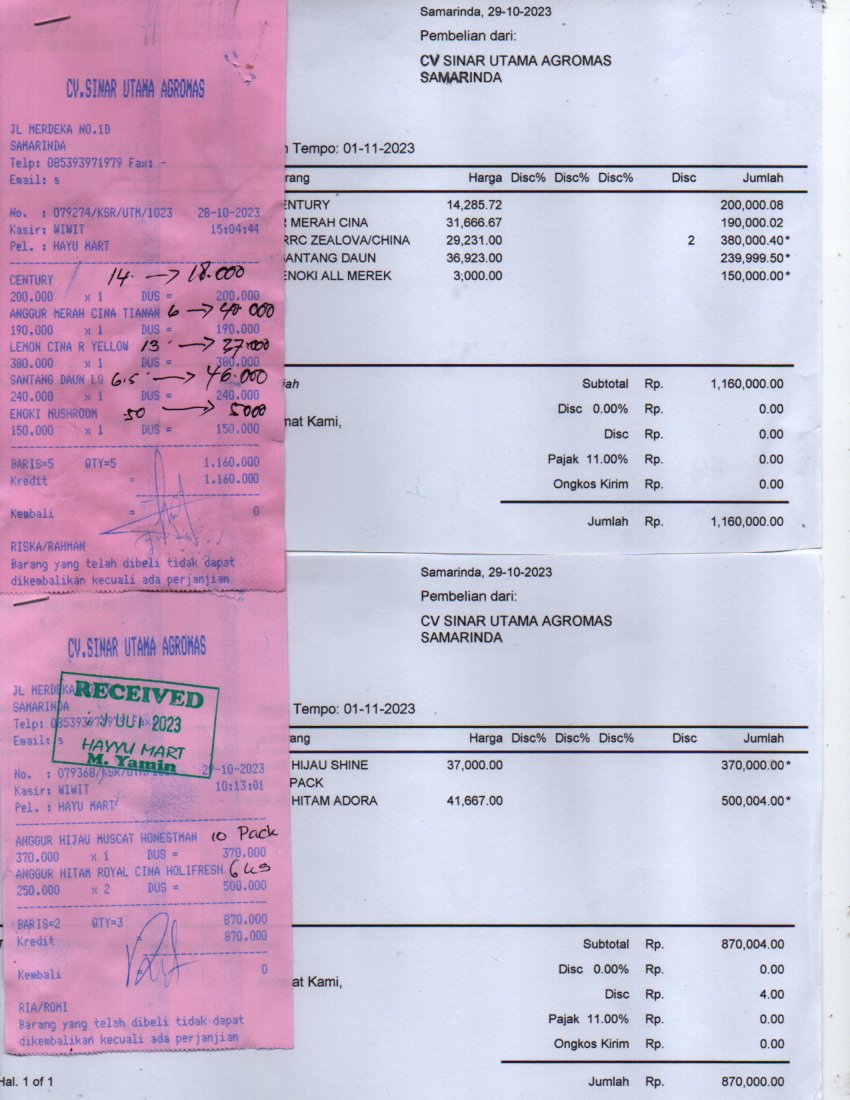 CV.SINAR UTAMA AGROMAS
JL MERDEKA NO.1D
SAMARINDA
Telp: 085393971979 Fax: -
Email: s
No. : 079274/KSR/UTM/1023 28-10-2023
Kasir: WIWIT 15:04:44
Pel. : HAYU MART
CENTURY 14. → 18.000
200.000 x 1 DUS = 200.000
ANGGUR MERAH CINA TIANAN 6 → 40 000
190.000 x 1 DUS = 190.000
LEMON CINA R YELLOW 13 → 37.000
380.000 x 1 DUS = 380.000
SANTANG DAUN LG 6.5 → 46.000
240.000 x 1 DUS = 240.000
ENOKI MUSHROOM 50 → 5000
150.000 x 1 DUS = 150.000
BARIS=5 QTY=5 1.160.000
Kredit = 1.160.000
Kembali = 0
RISKA/RAHMAN
Barang yang telah dibeli tidak dapat
dikembalikan kecuali ada perjanjian
Samarinda, 29-10-2023
Pembelian dari:
CV SINAR UTAMA AGROMAS
SAMARINDA
Tempo: 01-11-2023
rang Harga Disc% Disc% Disc% Disc Jumlah
ENTURY 14,285.72 200,000.08
R MERAH CINA 31,666.67 190,000.02
RRC ZEALOVA/CHINA 29,231.00 2 380,000.40*
SANTANG DAUN 36,923.00 239,999.50*
ENOKI ALL MEREK 3,000.00 150,000.00*
ah Subtotal Rp. 1,160,000.00
mat Kami, Disc 0.00% Rp. 0.00
Disc Rp. 0.00
Pajak 11.00% Rp. 0.00
Ongkos Kirim Rp. 0.00
Jumlah Rp. 1,160,000.00
CV.SINAR UTAMA AGROMAS
JL MERDEKA
SAMARINDA
Telp: 085393971979 Fax
Email: s
RECEIVED
2023
HAYYU MART
M. Yamin
No. : 079368/KSR/UTM/1023 29-10-2023
Kasir: WIWIT 10:13:01
Pel. : HAYU MART
ANGGUR HIJAU MUSCAT HONESTMAN 10 Pack
370.000 x 1 DUS = 370.000
ANGGUR HITAM ROYAL CINA HOLIFRESH 6 kg
250.000 x 2 DUS = 500.000
BARIS=2 QTY=3 870.000
Kredit = 870.000
Kembali 0
RIA/ROMI
Barang yang telah dibeli tidak dapat
dikembalikan kecuali ada perjanjian
Samarinda, 29-10-2023
Pembelian dari:
CV SINAR UTAMA AGROMAS
SAMARINDA
Tempo: 01-11-2023
ang Harga Disc% Disc% Disc% Disc Jumlah
HIJAU SHINE 37,000.00 370,000.00*
PACK
HITAM ADORA 41,667.00 500,004.00*
Subtotal Rp. 870,004.00
at Kami, Disc 0.00% Rp. 0.00
Disc Rp. 4.00
Pajak 11.00% Rp. 0.00
Ongkos Kirim Rp. 0.00
Hal. 1 of 1 Jumlah Rp. 870,000.00